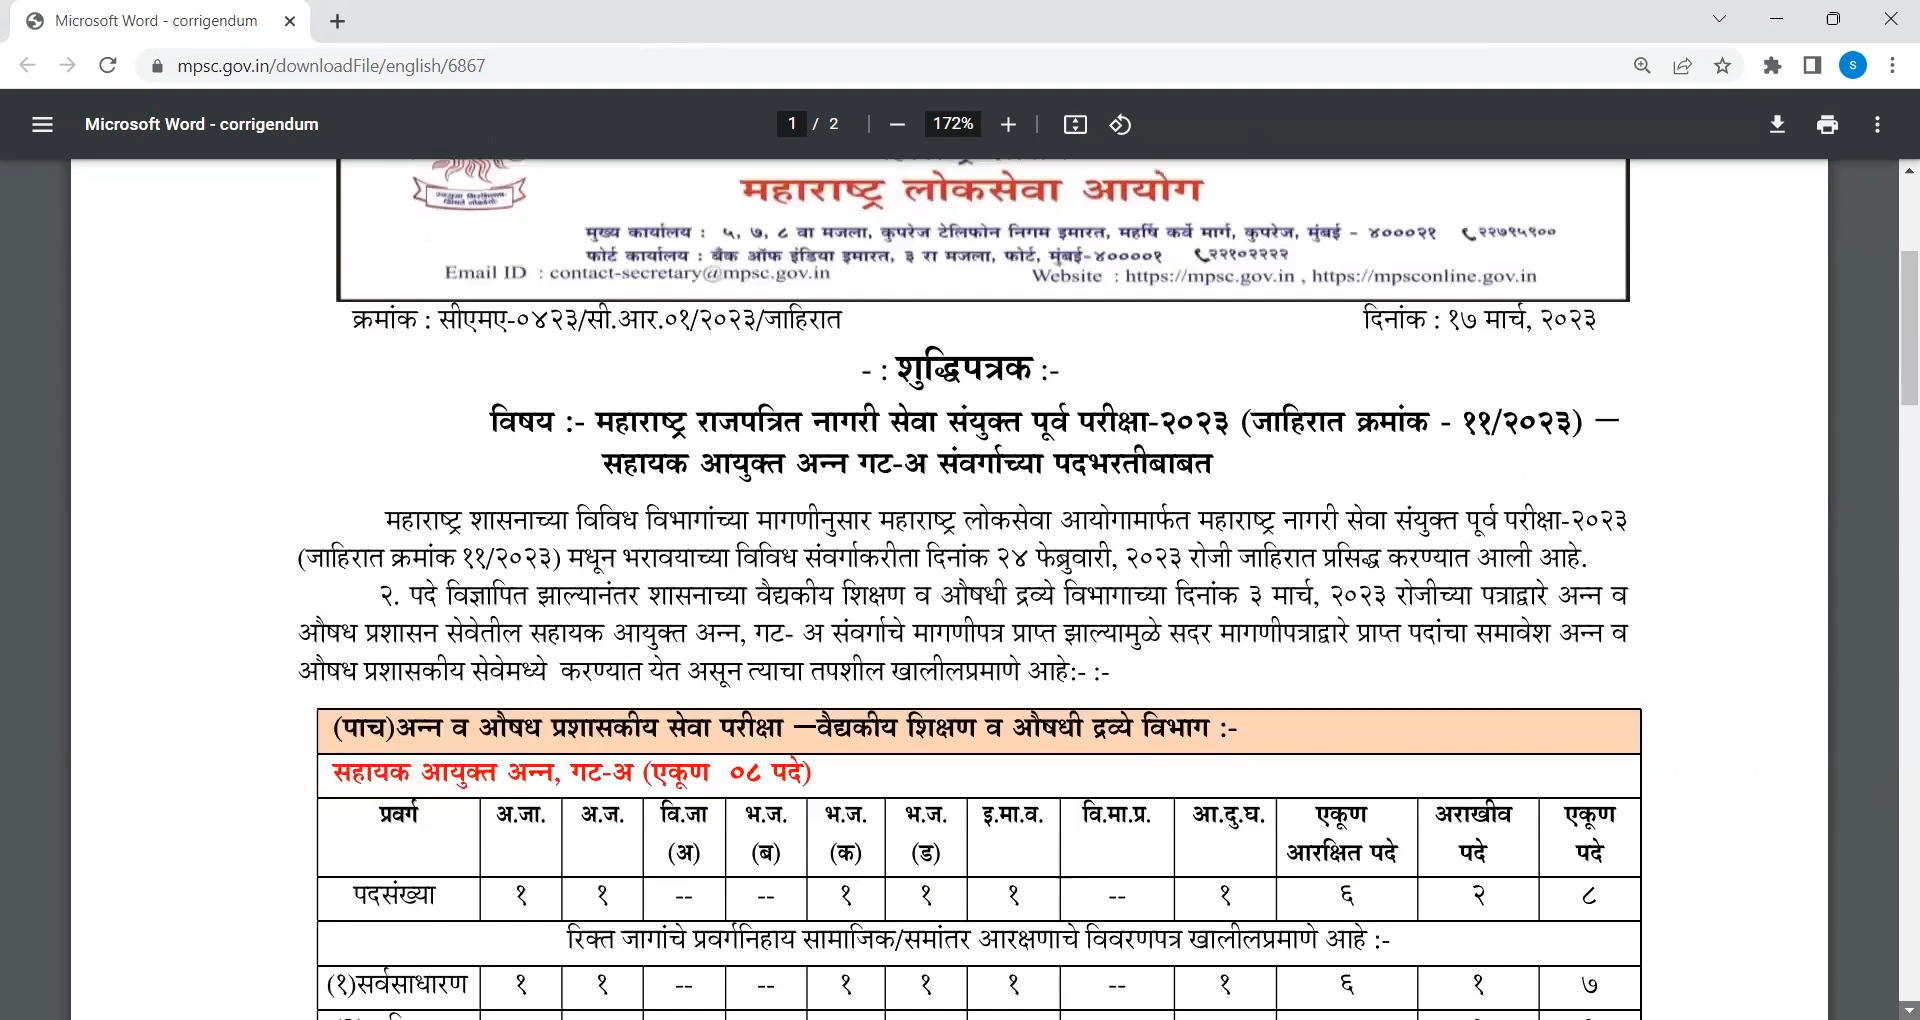 Microsoft Word - corrigendum
mpsc.gov.in/downloadFile/english/6867
S
Microsoft Word - corrigendum
1 / 2
172%
महाराष्ट्र लोकसेवा आयोग
मुख्य कार्यालय : ५, ७, ८ वा मजला, कुपरेज टेलिफोन निगम इमारत, महर्षि कर्वे मार्ग, कुपरेज, मुंबई - ४०००२१ २२७९५९००
फोर्ट कार्यालय : बँक ऑफ इंडिया इमारत, ३ रा मजला, फोर्ट, मुंबई-४००००१ २२१०२२२२
Email ID : contact-secretary@mpsc.gov.in Website : https://mpsc.gov.in , https://mpsconline.gov.in
क्रमांक : सीएमए-०४२३/सी.आर.०१/२०२३/जाहिरात दिनांक : १७ मार्च, २०२३
- : शुद्धिपत्रक :-
विषय :- महाराष्ट्र राजपत्रित नागरी सेवा संयुक्त पूर्व परीक्षा-२०२३ (जाहिरात क्रमांक - ११/२०२३) –
सहायक आयुक्त अन्न गट-अ संवर्गाच्या पदभरतीबाबत
महाराष्ट्र शासनाच्या विविध विभागांच्या मागणीनुसार महाराष्ट्र लोकसेवा आयोगामार्फत महाराष्ट्र नागरी सेवा संयुक्त पूर्व परीक्षा-२०२३
(जाहिरात क्रमांक ११/२०२३) मधून भरावयाच्या विविध संवर्गाकरीता दिनांक २४ फेब्रुवारी, २०२३ रोजी जाहिरात प्रसिद्ध करण्यात आली आहे.
२. पदे विज्ञापित झाल्यानंतर शासनाच्या वैद्यकीय शिक्षण व औषधी द्रव्ये विभागाच्या दिनांक ३ मार्च, २०२३ रोजीच्या पत्राद्वारे अन्न व
औषध प्रशासन सेवेतील सहायक आयुक्त अन्न, गट- अ संवर्गाचे मागणीपत्र प्राप्त झाल्यामुळे सदर मागणीपत्राद्वारे प्राप्त पदांचा समावेश अन्न व
औषध प्रशासकीय सेवेमध्ये करण्यात येत असून त्याचा तपशील खालीलप्रमाणे आहे:- :-
(पाच)अन्न व औषध प्रशासकीय सेवा परीक्षा –वैद्यकीय शिक्षण व औषधी द्रव्ये विभाग :-
सहायक आयुक्त अन्न, गट-अ (एकूण ०८ पदे)
प्रवर्ग अ.जा. अ.ज. वि.जा (अ) भ.ज. (ब) भ.ज. (क) भ.ज. (ड) इ.मा.व. वि.मा.प्र. आ.दु.घ. एकूण आरक्षित पदे अराखीव पदे एकूण पदे
पदसंख्या १ १ -- -- १ १ १ -- १ ६ २ ८
रिक्त जागांचे प्रवर्गनिहाय सामाजिक/समांतर आरक्षणाचे विवरणपत्र खालीलप्रमाणे आहे :-
(१)सर्वसाधारण १ १ -- -- १ १ १ -- १ ६ १ ७